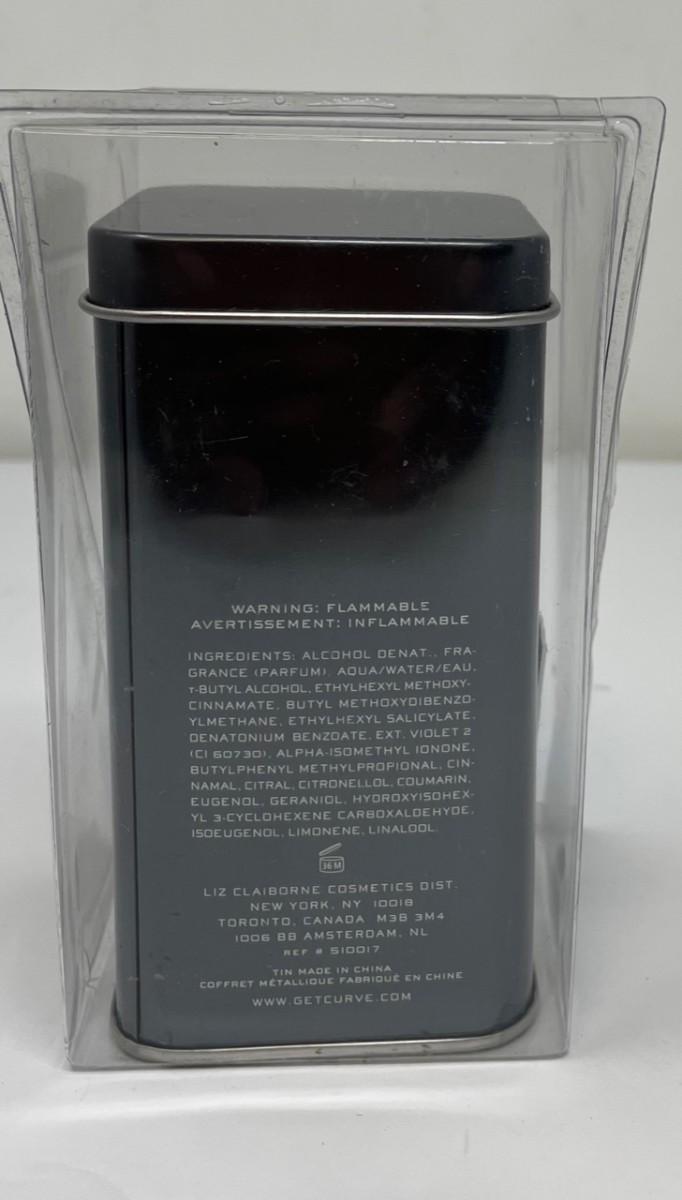 WARNING: FLAMMABLE
AVERTISSEMENT: INFLAMMABLE
INGREDIENTS: ALCOHOL DENAT., FRA-
GRANCE (PARFUM), AQUA/WATER/EAU,
T-BUTYL ALCOHOL, ETHYLHEXYL METHOXY-
CINNAMATE, BUTYL METHOXYDIBENZO-
YLMETHANE, ETHYLHEXYL SALICYLATE,
DENATONIUM BENZOATE, EXT. VIOLET 2
(CI 60730), ALPHA-ISOMETHYL IONONE,
BUTYLPHENYL METHYLPROPIONAL, CIN-
NAMAL, CITRAL, CITRONELLOL, COUMARIN,
EUGENOL, GERANIOL, HYDROXYISOHEX-
YL 3-CYCLOHEXENE CARBOXALDEHYDE,
ISOEUGENOL, LIMONENE, LINALOOL.
36 M
LIZ CLAIBORNE COSMETICS DIST.
NEW YORK, NY 10018
TORONTO, CANADA M3B 3M4
1006 BB AMSTERDAM, NL
REF # 510017
TIN MADE IN CHINA
COFFRET MÉTALLIQUE FABRIQUÉ EN CHINE
WWW.GETCURVE.COM